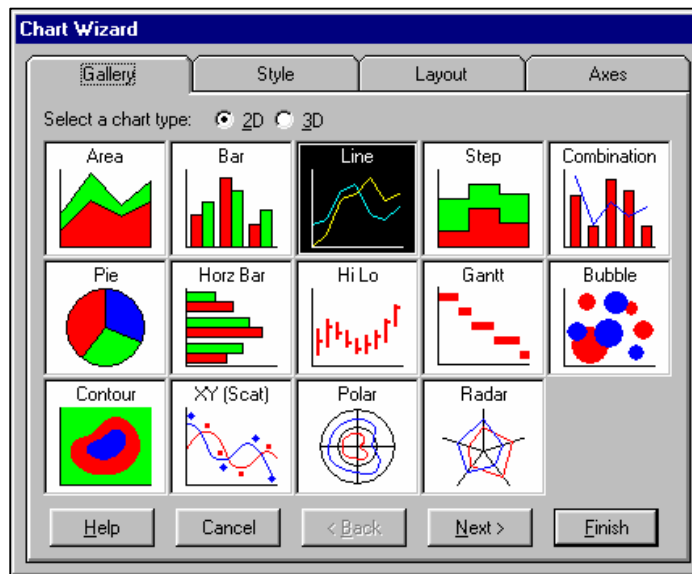 Chart Wizard
Gallery Style Layout Axes
Select a chart type: 2D 3D
Area Bar Line Step Combination
Pie Horz Bar Hi Lo Gantt Bubble
Contour XY (Scat) Polar Radar
Help Cancel < Back Next > Finish